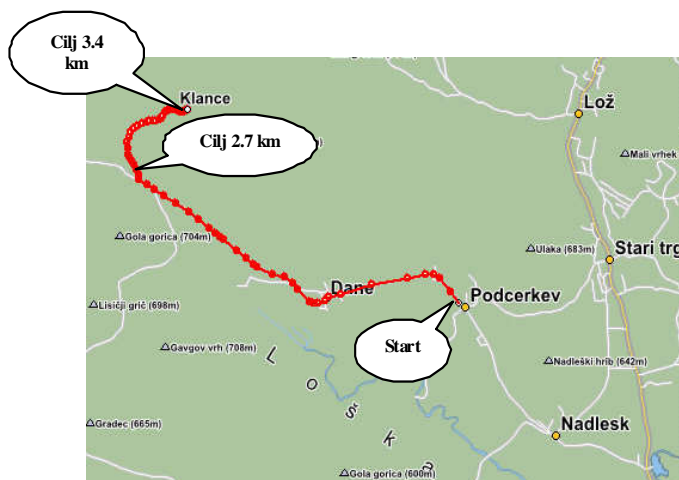 Cilj 3.4
km
Klance
Lož
Cilj 2.7 km
Mali vrhek
Gola gorica (704m)
Ulaka (683m)
Stari trg
Dane
Podcerkev
Lisičji grič (698m)
Start
Gavgov vrh (708m)
Nadleški hrib (642m)
Loška
Gradec (665m)
Nadlesk
Gola gorica (600m)